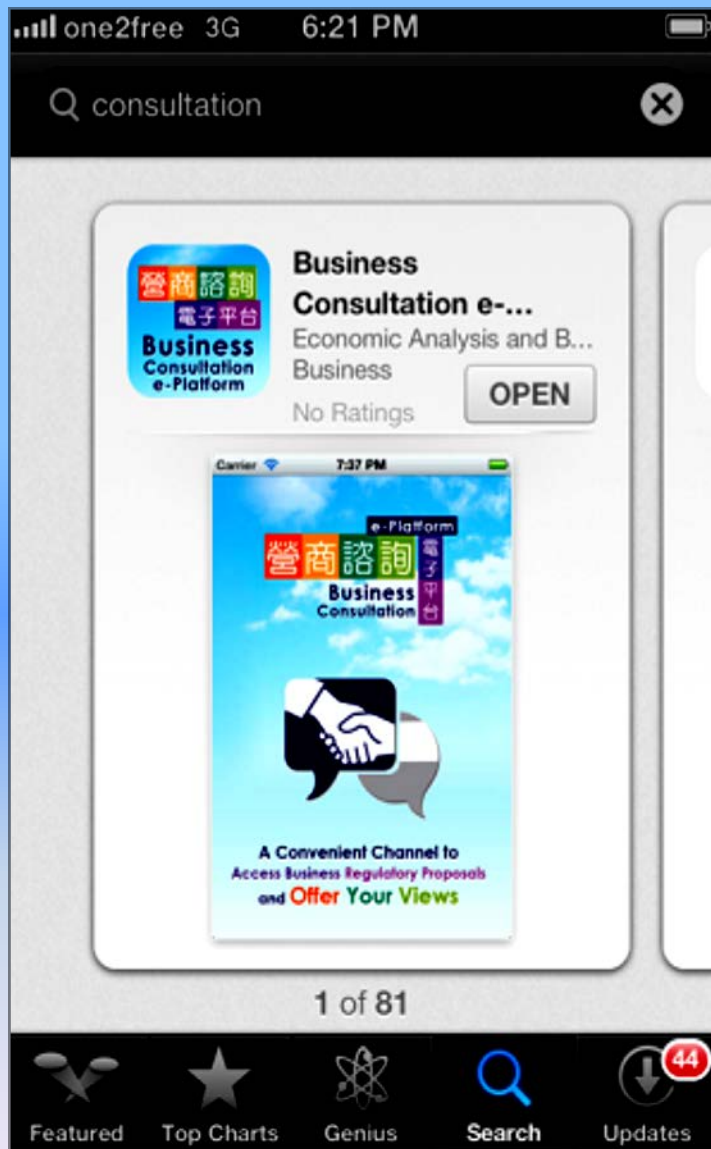 one2free 3G 6:21 PM
consultation
營商諮詢
電子平台
Business
Consultation
e-Platform
Business
Consultation e-...
Economic Analysis and B...
Business
No Ratings
OPEN
Carrier 7:37 PM
e-Platform
營商諮詢
電子平台
Business
Consultation
A Convenient Channel to
Access Business Regulatory Proposals
and Offer Your Views
1 of 81
44
Featured Top Charts Genius Search Updates